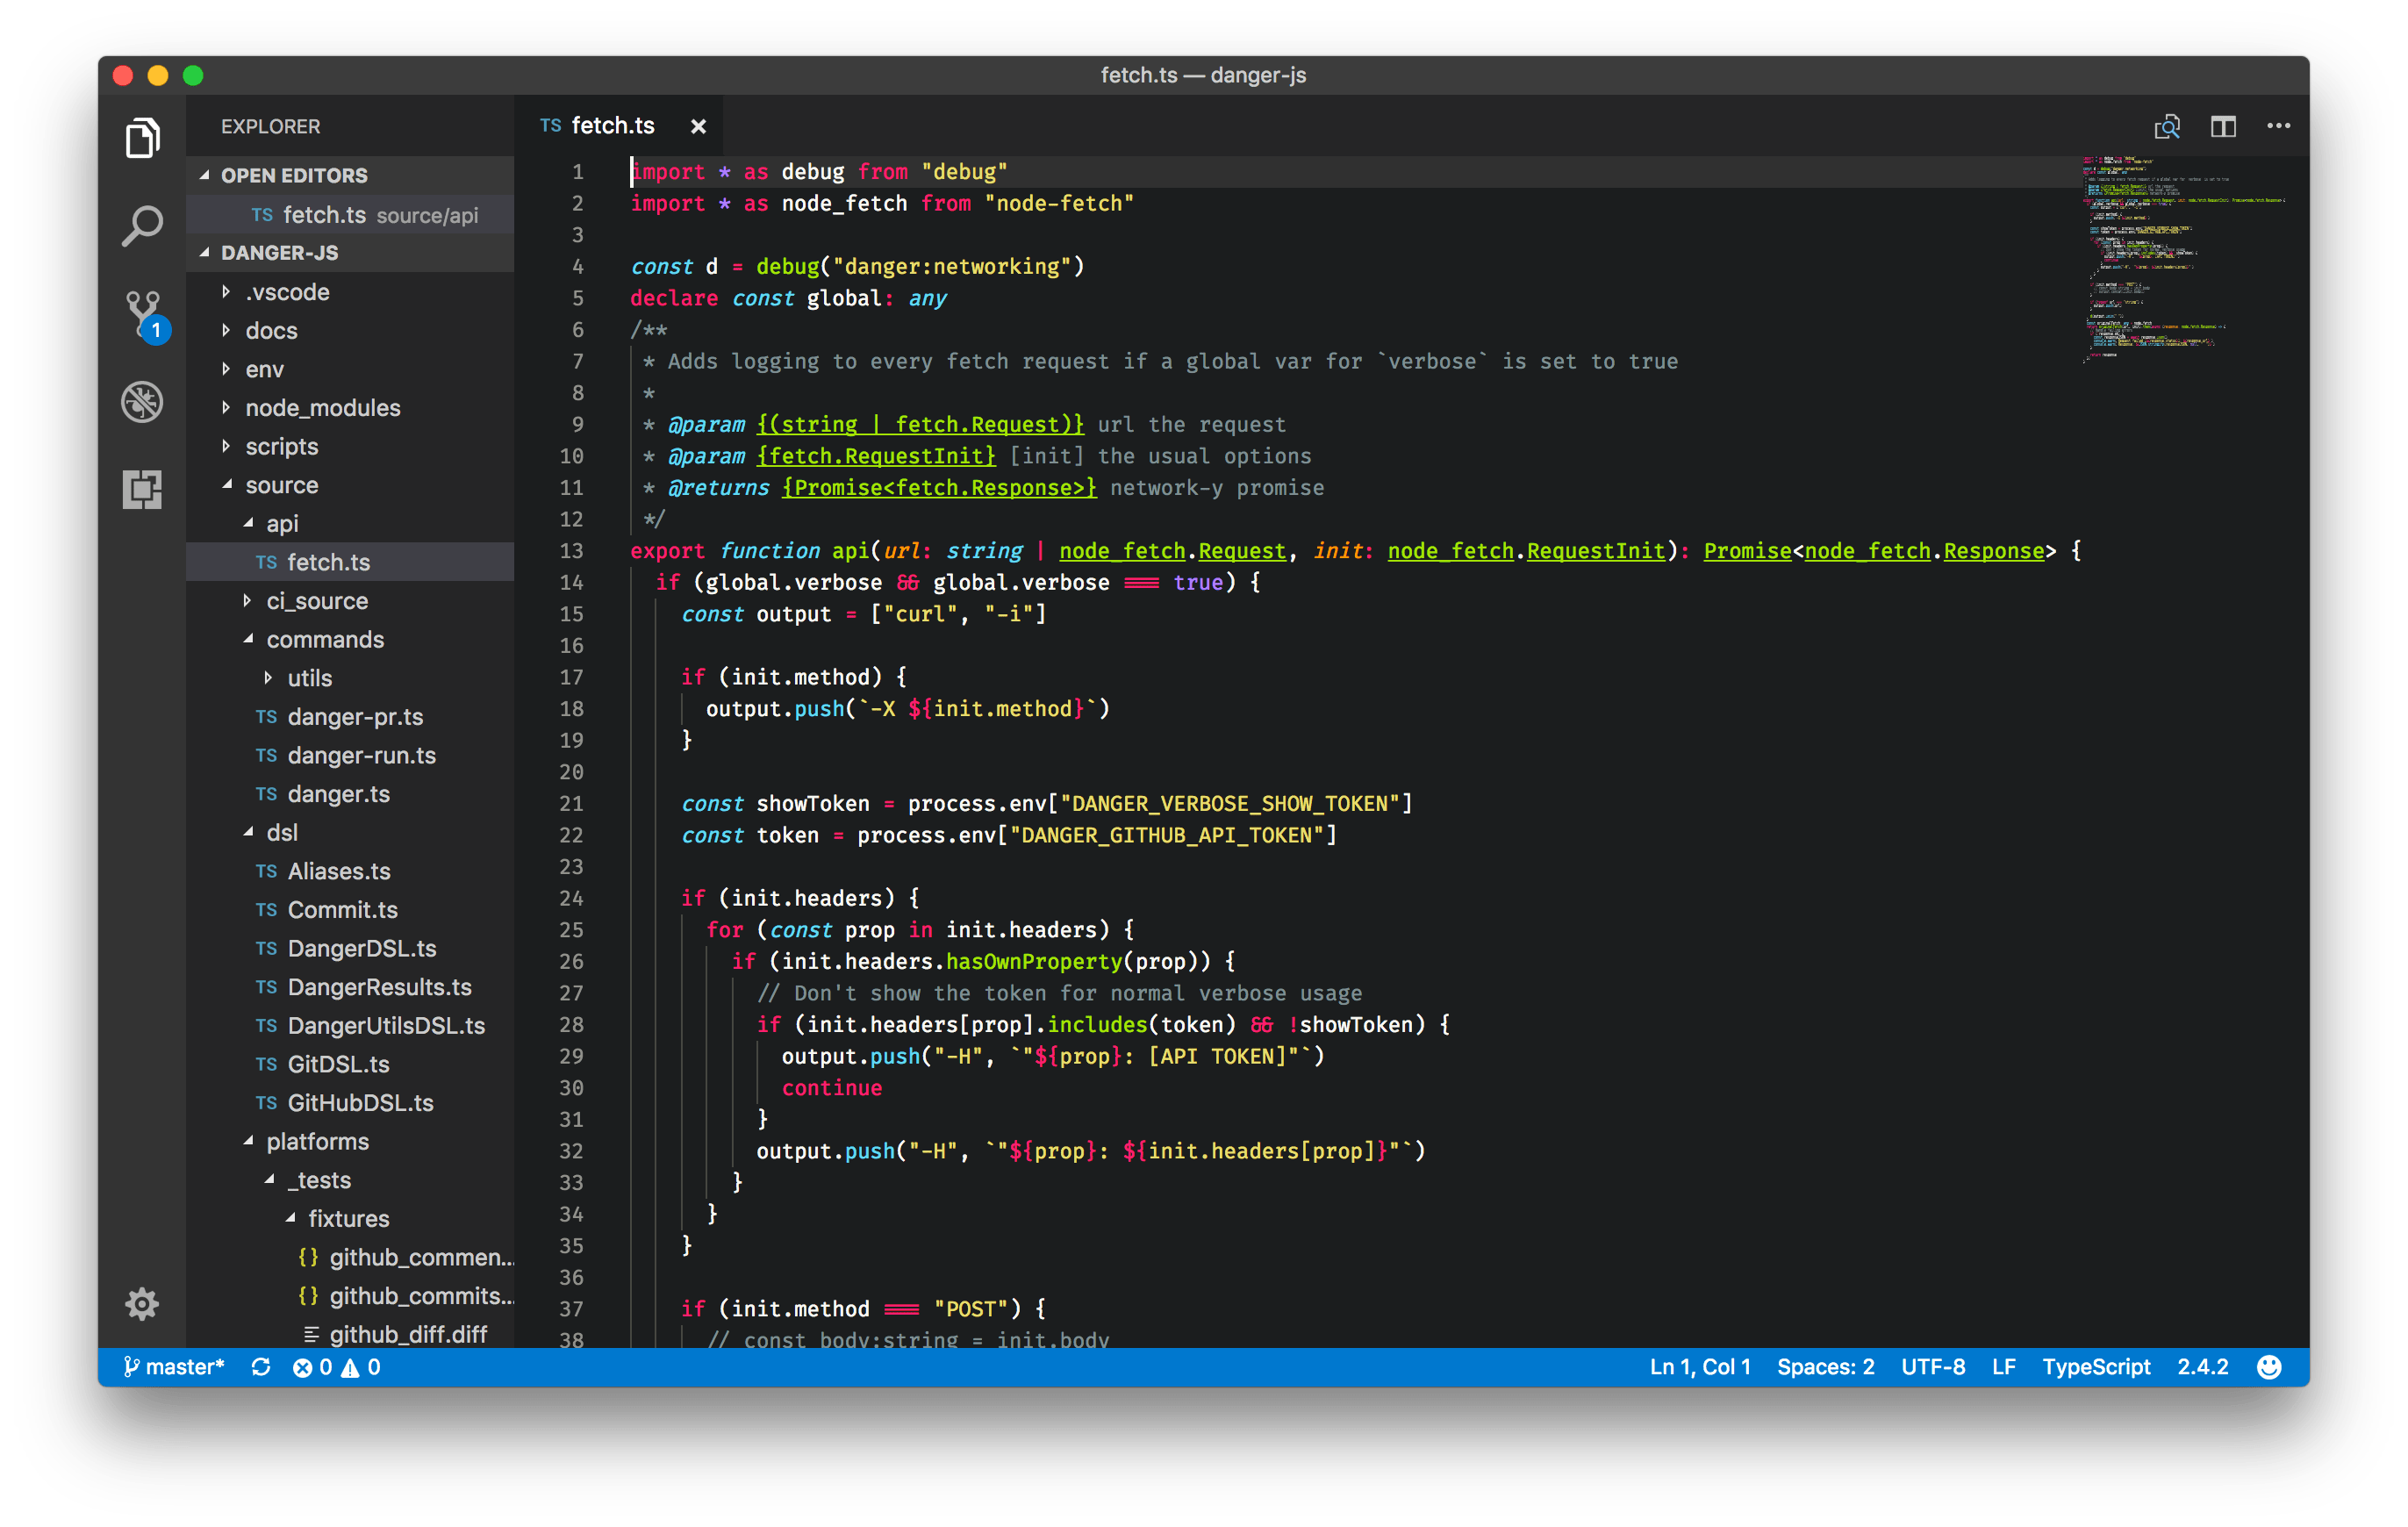 fetch.ts — danger-js
EXPLORER
OPEN EDITORS
TS fetch.ts source/api
DANGER-JS
.vscode
docs
env
node_modules
scripts
source
api
TS fetch.ts
ci_source
commands
utils
TS danger-pr.ts
TS danger-run.ts
TS danger.ts
dsl
TS Aliases.ts
TS Commit.ts
TS DangerDSL.ts
TS DangerResults.ts
TS DangerUtilsDSL.ts
TS GitDSL.ts
TS GitHubDSL.ts
platforms
_tests
fixtures
{} github_commen...
{} github_commits...
github_diff.diff
1
TS fetch.ts ×
1 import * as debug from "debug"
2 import * as node_fetch from "node-fetch"
3
4 const d = debug("danger:networking")
5 declare const global: any
6 /**
7 * Adds logging to every fetch request if a global var for `verbose` is set to true
8 *
9 * @param {(string | fetch.Request)} url the request
10 * @param {fetch.RequestInit} [init] the usual options
11 * @returns {Promise<fetch.Response>} network-y promise
12 */
13 export function api(url: string | node_fetch.Request, init: node_fetch.RequestInit): Promise<node_fetch.Response> {
14 if (global.verbose && global.verbose === true) {
15 const output = ["curl", "-i"]
16
17 if (init.method) {
18 output.push(`-X ${init.method}`)
19 }
20
21 const showToken = process.env["DANGER_VERBOSE_SHOW_TOKEN"]
22 const token = process.env["DANGER_GITHUB_API_TOKEN"]
23
24 if (init.headers) {
25 for (const prop in init.headers) {
26 if (init.headers.hasOwnProperty(prop)) {
27 // Don't show the token for normal verbose usage
28 if (init.headers[prop].includes(token) && !showToken) {
29 output.push("-H", `"${prop}: [API TOKEN]"`)
30 continue
31 }
32 output.push("-H", `"${prop}: ${init.headers[prop]}"`)
33 }
34 }
35 }
36
37 if (init.method === "POST") {
38 // const body:string = init.body
master* 0 0
Ln 1, Col 1 Spaces: 2 UTF-8 LF TypeScript 2.4.2